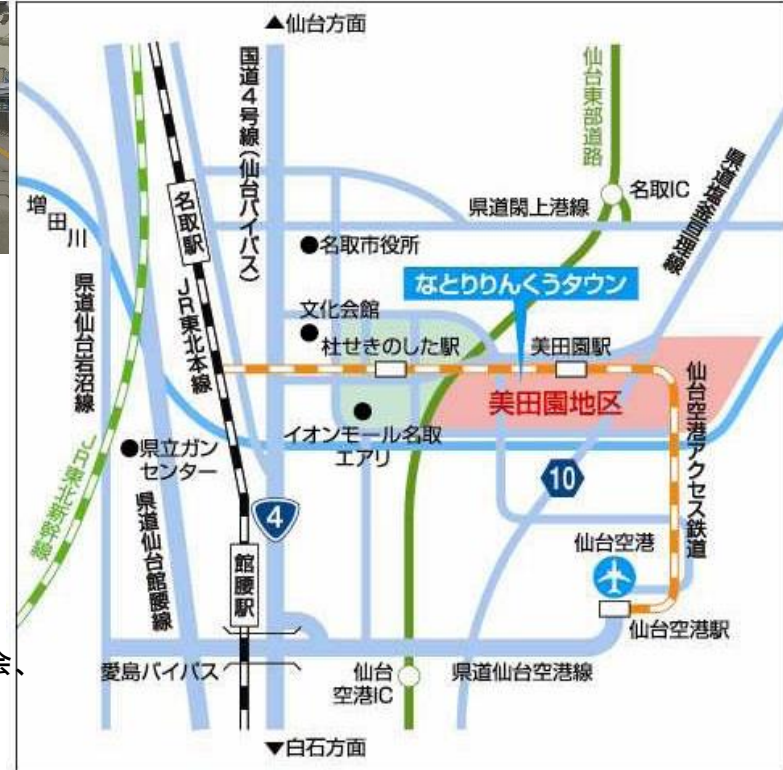 ▲仙台方面
国道4号線(仙台バイパス)
仙台東部道路
名取IC
県道閖上港線
県道塩釜亘理線
増田川
名取駅
JR東北本線
県道仙台岩沼線
●名取市役所
なとりりんくうタウン
文化会館
杜せきのした駅
美田園駅
美田園地区
仙台空港アクセス鉄道
イオンモール名取
エアリ
●県立ガン
センター
10
4
JR東北新幹線
県道仙台館腰線
仙台空港
館腰駅
仙台空港駅
会、
愛島バイパス
仙台
空港IC
県道仙台空港線
▼白石方面